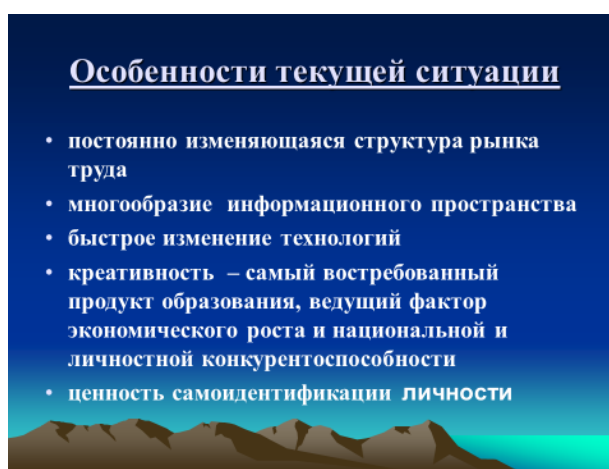 Особенности текущей ситуации
• постоянно изменяющаяся структура рынка
труда
• многообразие информационного пространства
• быстрое изменение технологий
• креативность – самый востребованный
продукт образования, ведущий фактор
экономического роста и национальной и
личностной конкурентоспособности
• ценность самоидентификации личности